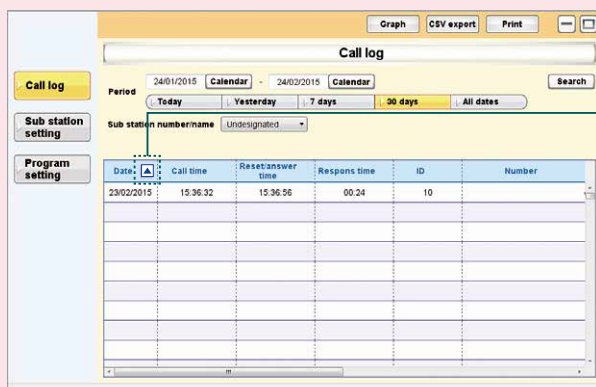 Graph CSV export Print
Call log
Call log
Period 24/01/2015 Calendar - 24/02/2015 Calendar Search
Today Yesterday 7 days 30 days All dates
Sub station number/name Undesignated
Sub station setting
Program setting
Date Call time Reset/answer time Respons time ID Number
23/02/2015 15:36:32 15:36:56 00:24 10